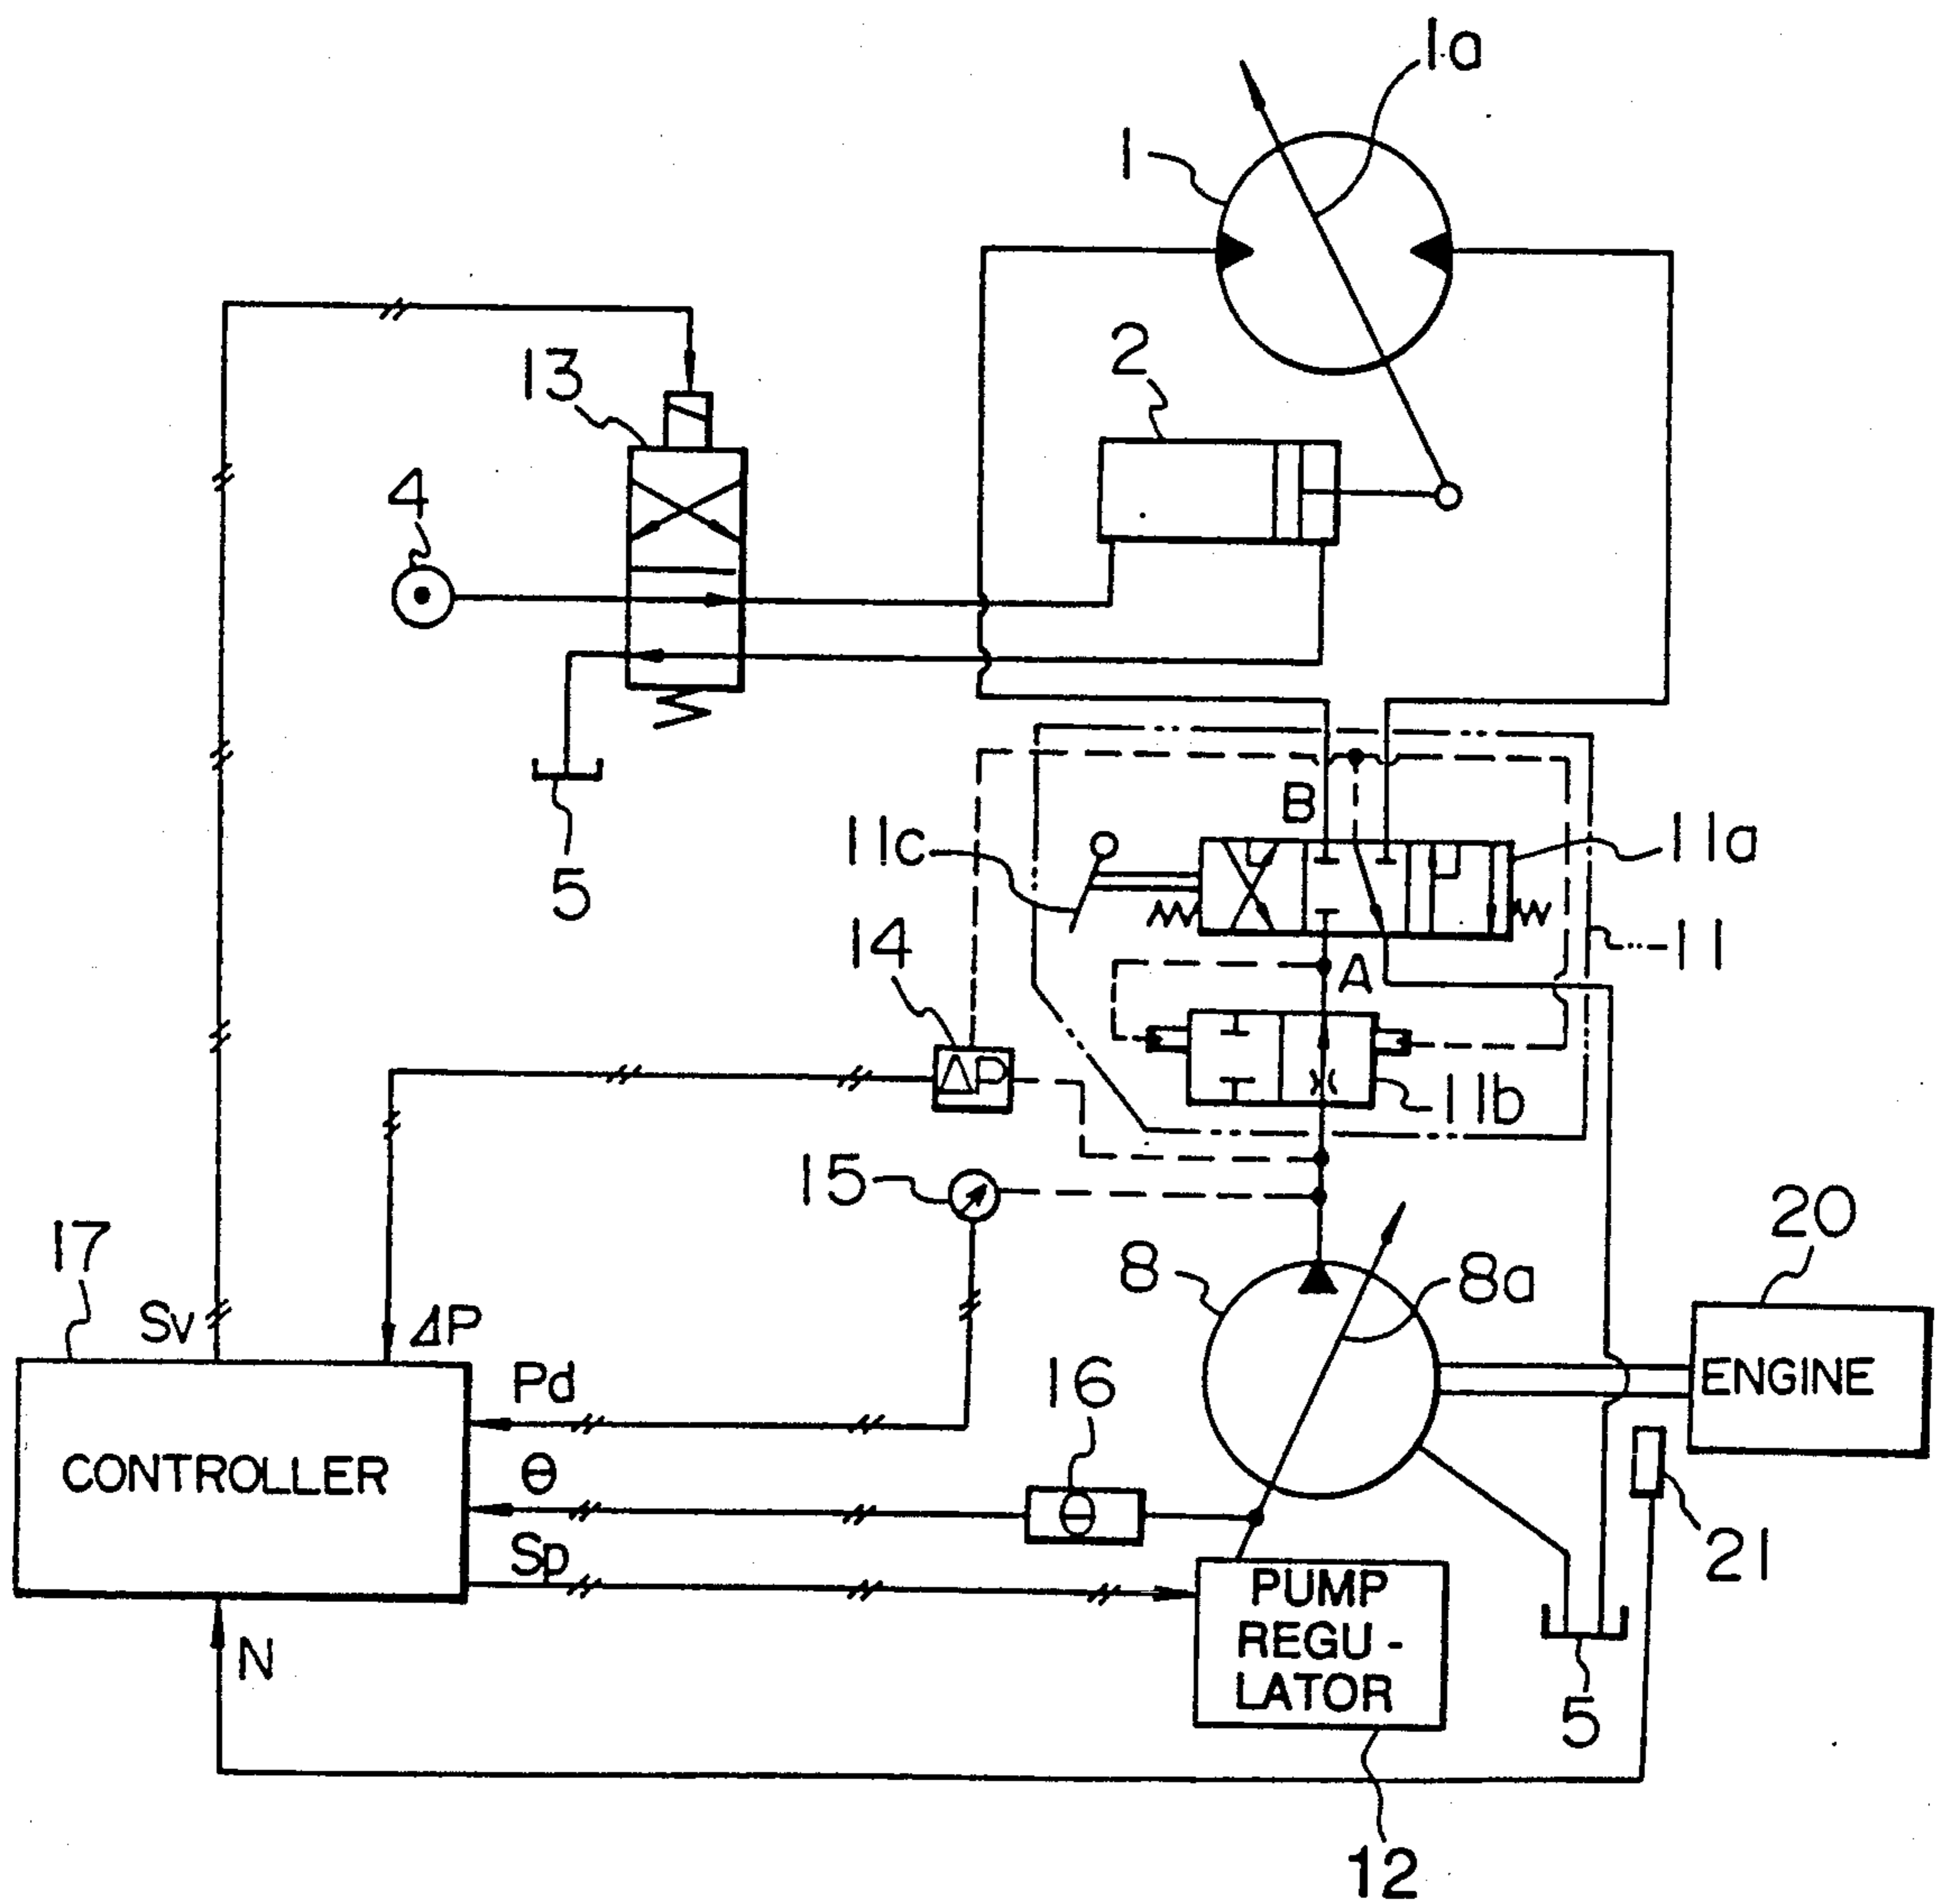 1a
1
2
13
4
5
B
11c
11a
11
14
A
ΔP
11b
15
17
Sv
ΔP
8
8a
20
Pd
16
ENGINE
CONTROLLER
θ
θ
Sp
21
PUMP
REGU-
LATOR
N
5
12